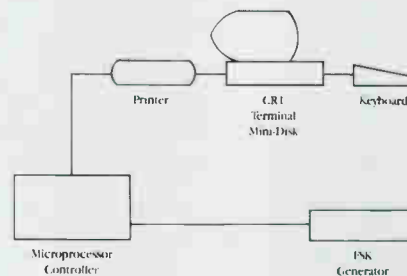 Printer
CRT
Terminal
Mini-Disk
Keyboard
Microprocessor
Controller
FSK
Generator